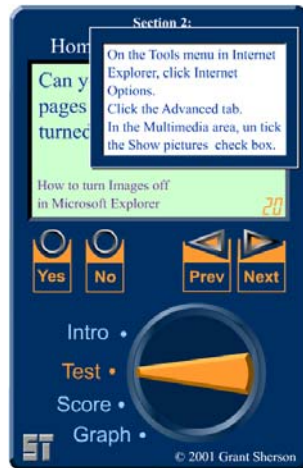 Section 2:
Hom
On the Tools menu in Internet
Explorer, click Internet
Options.
Click the Advanced tab.
In the Multimedia area, un tick
the Show pictures check box.
Can y
pages
turned
How to turn Images off
in Microsoft Explorer
20
Yes
No
Prev
Next
Intro
Test
Score
Graph
ST
© 2001 Grant Sherson